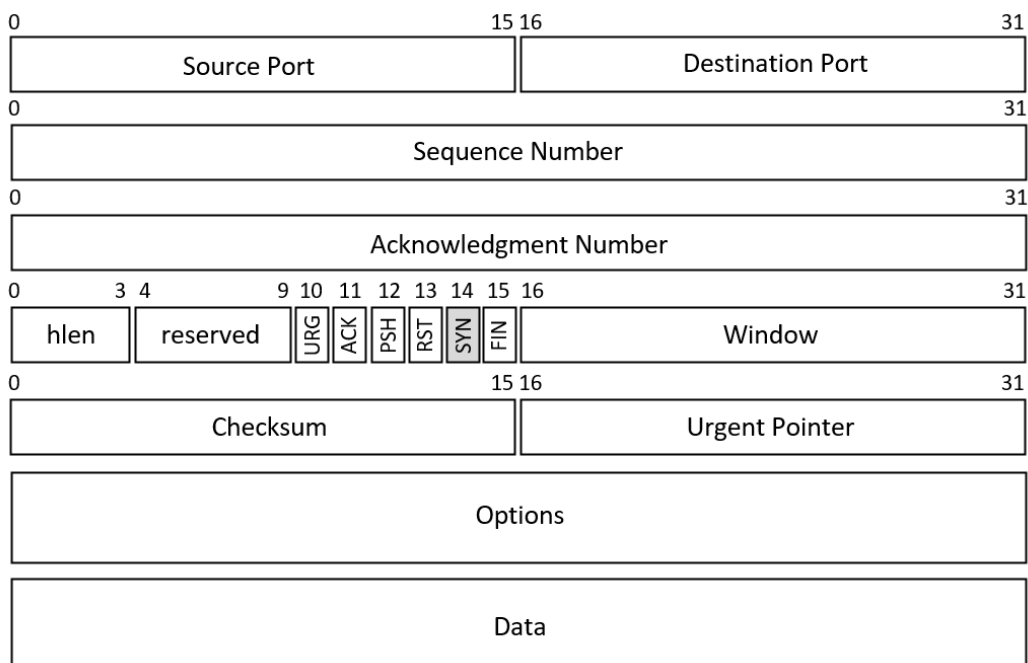 0 15 16 31
Source Port Destination Port
0 31
Sequence Number
0 31
Acknowledgment Number
0 3 4 9 10 11 12 13 14 15 16 31
hlen reserved URG ACK PSH RST SYN FIN Window
0 15 16 31
Checksum Urgent Pointer
Options
Data